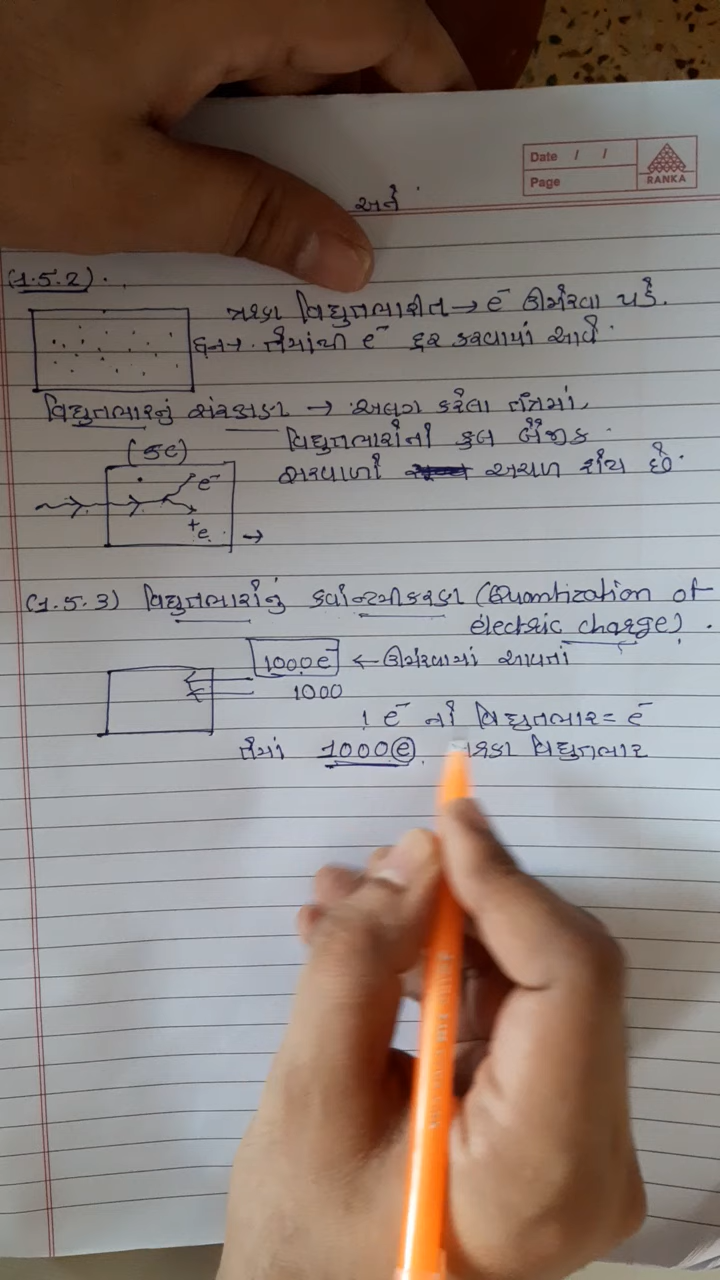 Date / /
Page
RANKA
અને
(1.5.2).
ઋણ વિદ્યુતભારીત → e⁻ ઉમેરવા પડે.
ધન → તેમાંથી e⁻ દૂર કરવામાં આવે.
વિદ્યુતભારનું સંરક્ષણ → અલગ કરેલા તંત્રમાં,
(5C) વિદ્યુતભારોનો કુલ બૈજીક
સરવાળો અચળ રહે છે.
e⁻
+e
→
(1.5.3) વિદ્યુતભારોનું ક્વોન્ટમીકરણ (Quantization of
electric charge).
1000e⁻ ← ઉમેરવામાં આવતાં
1000
1 e⁻ નો વિદ્યુતભાર = e⁻
તેમાં 1000e ઋણ વિદ્યુતભાર